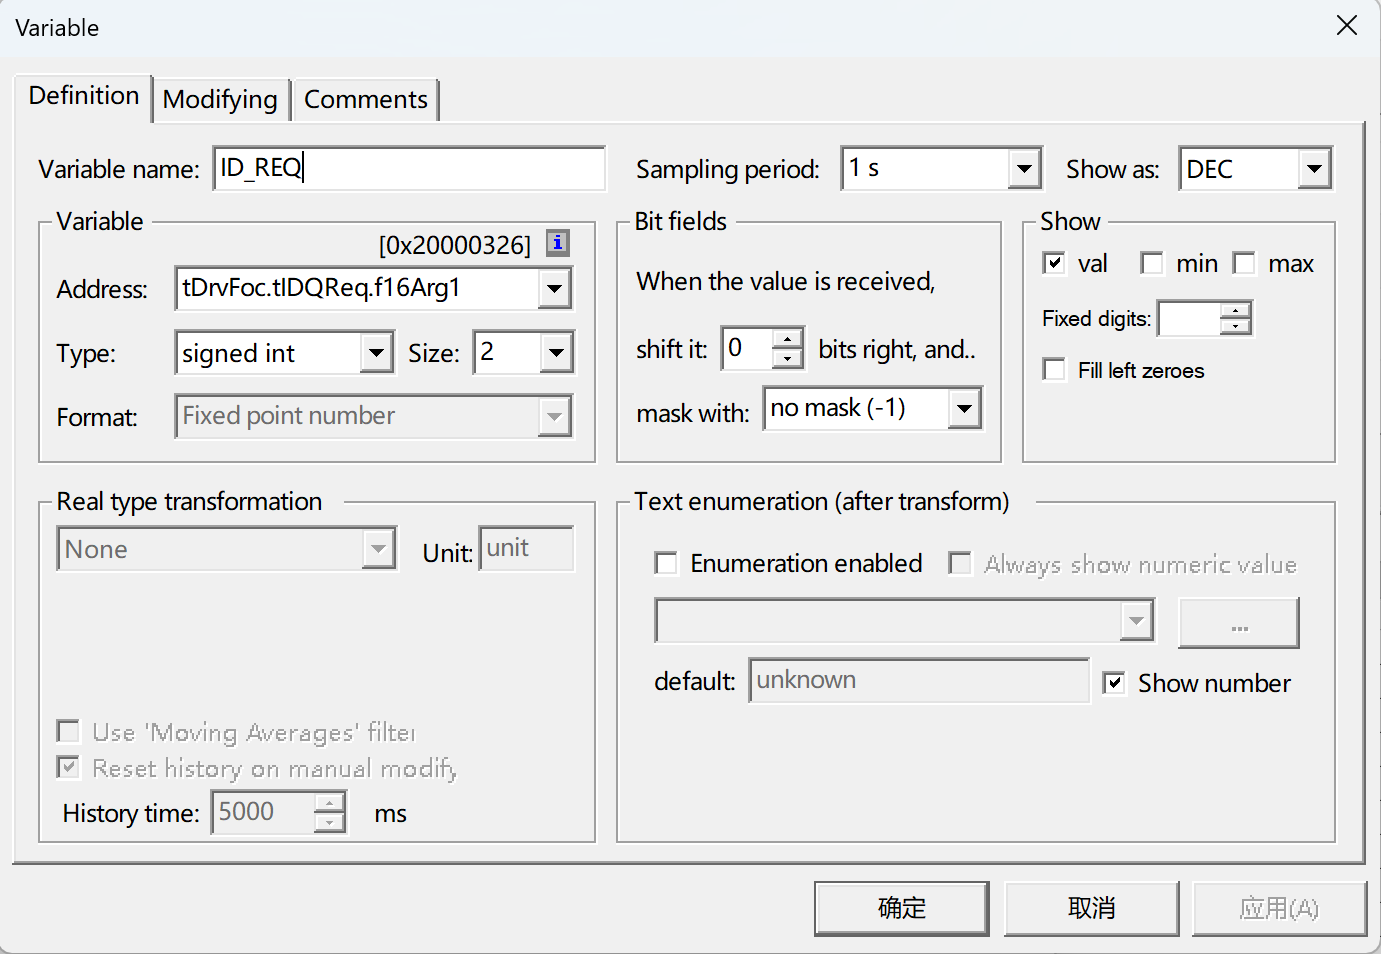 Variable
Definition
Modifying
Comments
Variable name: ID_REQ
Sampling period: 1 s
Show as: DEC
Variable
[0x20000326]
i
Address: tDrvFoc.tIDQReq.f16Arg1
Type: signed int
Size: 2
Format: Fixed point number
Bit fields
When the value is received,
shift it: 0 bits right, and..
mask with: no mask (-1)
Show
val
min
max
Fixed digits:
Fill left zeroes
Real type transformation
None
Unit: unit
Use 'Moving Averages' filter
Reset history on manual modify
History time: 5000 ms
Text enumeration (after transform)
Enumeration enabled
Always show numeric value
...
default: unknown
Show number
确定
取消
应用(A)